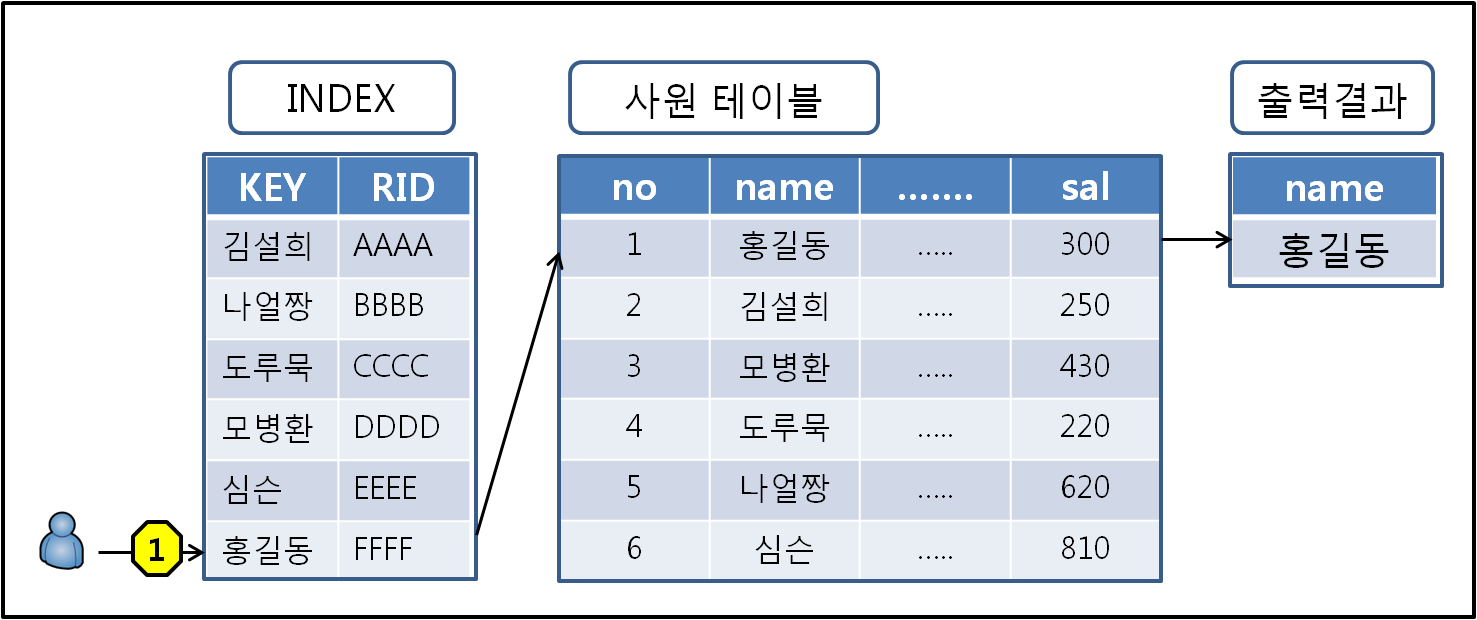 INDEX 사원 테이블 출력결과
KEY RID no name ....... sal name
김설희 AAAA 1 홍길동 ..... 300 홍길동
나얼짱 BBBB 2 김설희 ..... 250
도루묵 CCCC 3 모병환 ..... 430
모병환 DDDD 4 도루묵 ..... 220
심슨 EEEE 5 나얼짱 ..... 620
1 홍길동 FFFF 6 심슨 ..... 810